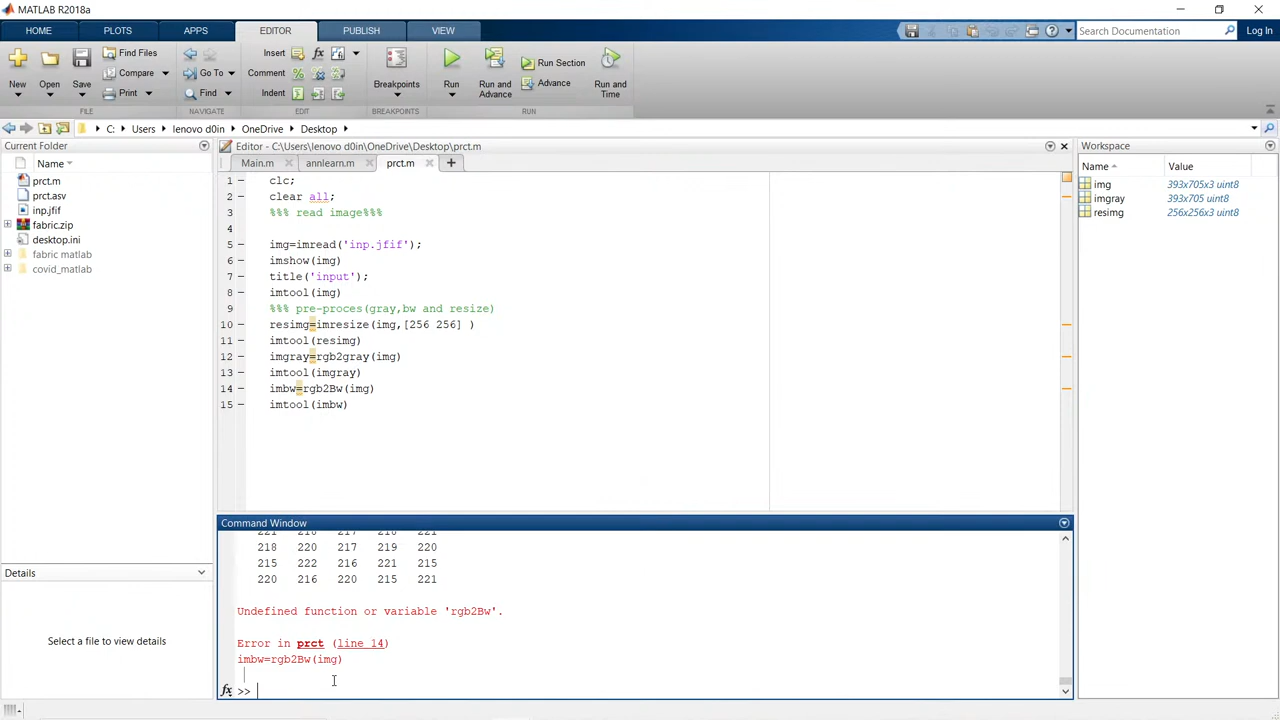 MATLAB R2018a
HOME PLOTS APPS EDITOR PUBLISH VIEW Search Documentation Log In
New Open Save Find Files Compare Print Go To Find Insert Comment Indent Breakpoints Run Run and Advance Run Section Advance Run and Time
FILE NAVIGATE EDIT BREAKPOINTS RUN
C: Users lenovo d0in OneDrive Desktop
Current Folder
Name
prct.m
prct.asv
inp.jfif
fabric.zip
desktop.ini
fabric matlab
covid_matlab
Details
Select a file to view details
Editor - C:\Users\lenovo d0in\OneDrive\Desktop\prct.m
Main.m annlearn.m prct.m
1 clc;
2 clear all;
3 %%% read image%%%
4
5 img=imread('inp.jfif');
6 imshow(img)
7 title('input');
8 imtool(img)
9 %%% pre-proces(gray,bw and resize)
10 resimg=imresize(img,[256 256] )
11 imtool(resimg)
12 imgray=rgb2gray(img)
13 imtool(imgray)
14 imbw=rgb2Bw(img)
15 imtool(imbw)
Command Window
218 220 217 219 220
215 222 216 221 215
220 216 220 215 221
Undefined function or variable 'rgb2Bw'.
Error in prct (line 14)
imbw=rgb2Bw(img)
fx >>
Workspace
Name Value
img 393x705x3 uint8
imgray 393x705 uint8
resimg 256x256x3 uint8